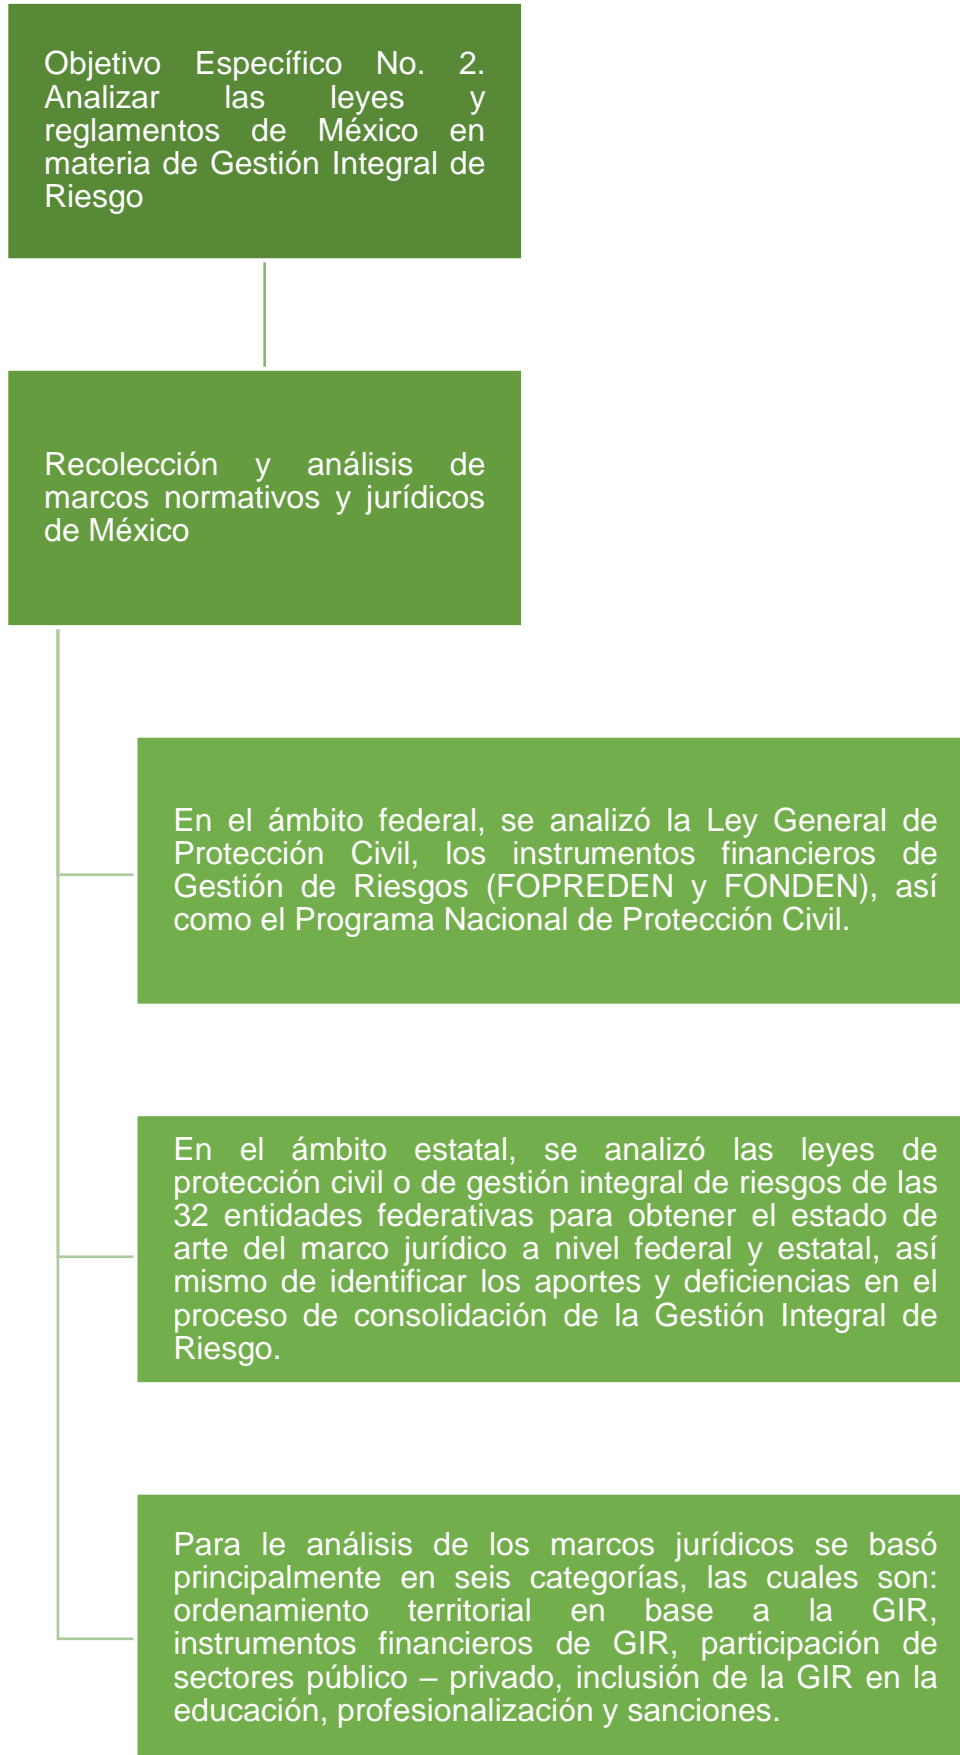 Objetivo Específico No. 2.
Analizar las leyes y
reglamentos de México en
materia de Gestión Integral de
Riesgo
Recolección y análisis de
marcos normativos y jurídicos
de México
En el ámbito federal, se analizó la Ley General de
Protección Civil, los instrumentos financieros de
Gestión de Riesgos (FOPREDEN y FONDEN), así
como el Programa Nacional de Protección Civil.
En el ámbito estatal, se analizó las leyes de
protección civil o de gestión integral de riesgos de las
32 entidades federativas para obtener el estado de
arte del marco jurídico a nivel federal y estatal, así
mismo de identificar los aportes y deficiencias en el
proceso de consolidación de la Gestión Integral de
Riesgo.
Para le análisis de los marcos jurídicos se basó
principalmente en seis categorías, las cuales son:
ordenamiento territorial en base a la GIR,
instrumentos financieros de GIR, participación de
sectores público – privado, inclusión de la GIR en la
educación, profesionalización y sanciones.